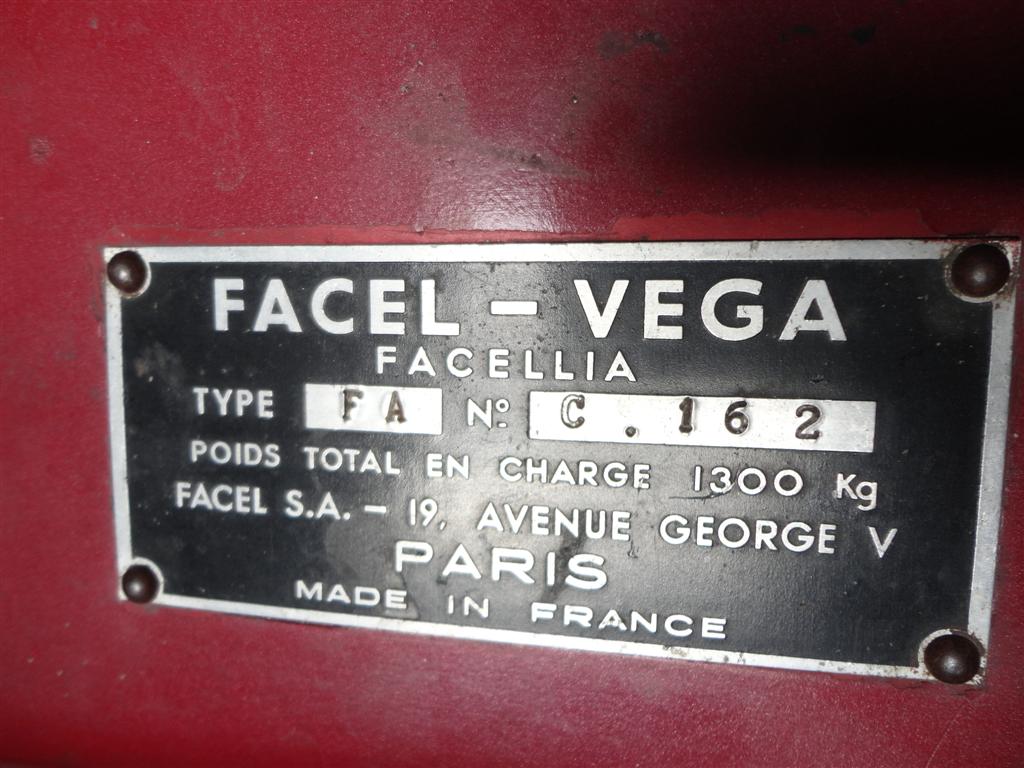 FACEL - VEGA
FACELLIA
TYPE FA Nº: C.162
POIDS TOTAL EN CHARGE 1300 Kg
FACEL S.A. - 19, AVENUE GEORGE V
PARIS
MADE IN FRANCE